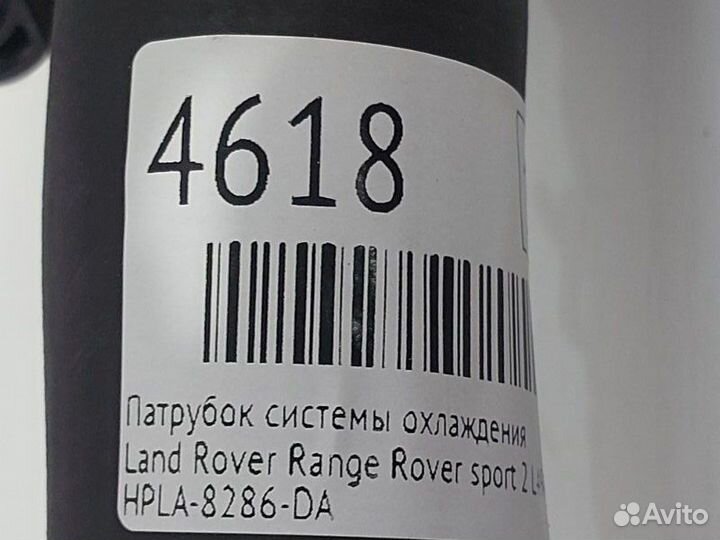 4618
Патрубок системы охлаждения
Land Rover Range Rover sport 2
HPLA-8286-DA
Avito